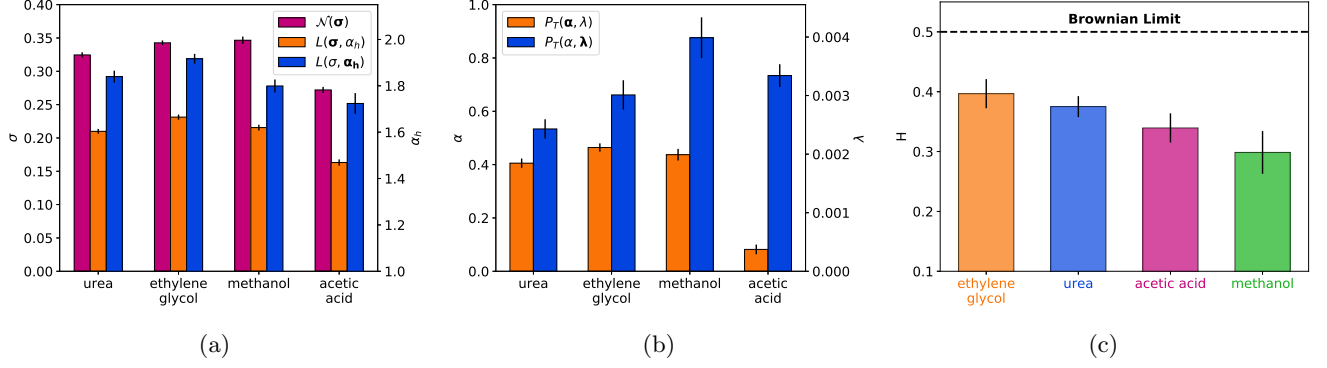 0.40
0.35
0.30
0.25
0.20
0.15
0.10
0.05
0.00
σ
𝒩(σ)
L(σ, αₕ)
L(σ, αₕ)
2.0
1.8
1.6
1.4
1.2
1.0
αₕ
urea
ethylene
glycol
methanol
acetic
acid
(a)
1.0
0.8
0.6
0.4
0.2
0.0
α
P_T(α, λ)
P_T(α, λ)
0.004
0.003
0.002
0.001
0.000
λ
urea
ethylene
glycol
methanol
acetic
acid
(b)
Brownian Limit
0.5
0.4
0.3
0.2
0.1
H
ethylene
glycol
urea
acetic acid
methanol
(c)